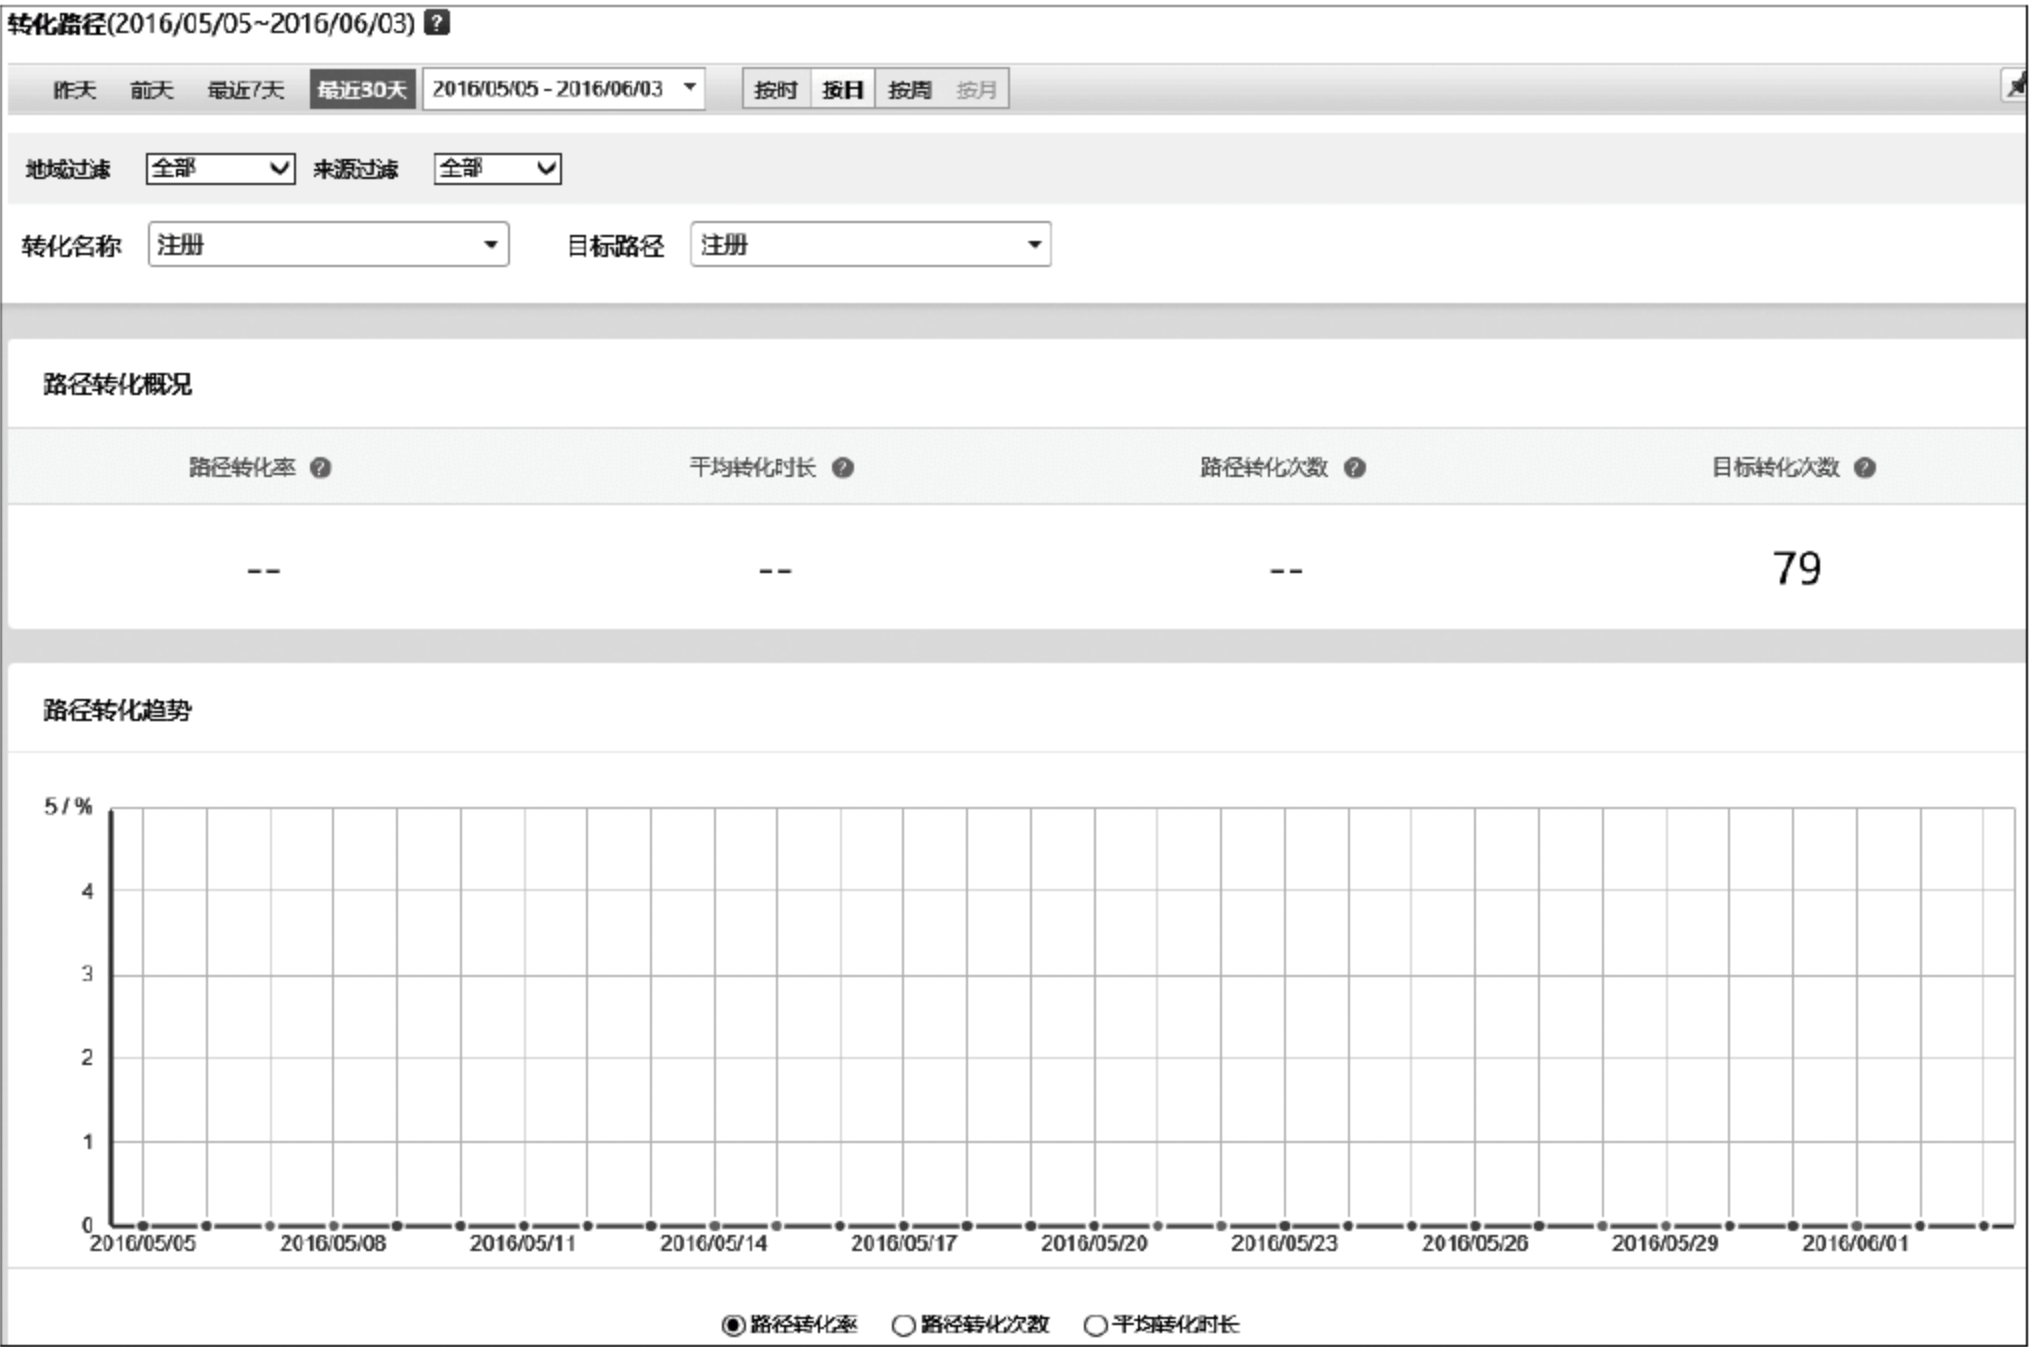 转化路径(2016/05/05~2016/06/03) ?
昨天 前天 最近7天 最近30天 2016/05/05 - 2016/06/03 按时 按日 按周 按月
地域过滤 全部 来源过滤 全部
转化名称 注册 目标路径 注册
路径转化概况
路径转化率 ? 平均转化时长 ? 路径转化次数 ? 目标转化次数 ?
-- -- -- 79
路径转化趋势
5 / %
4
3
2
1
0
2016/05/05 2016/05/08 2016/05/11 2016/05/14 2016/05/17 2016/05/20 2016/05/23 2016/05/26 2016/05/29 2016/06/01
路径转化率 路径转化次数 平均转化时长